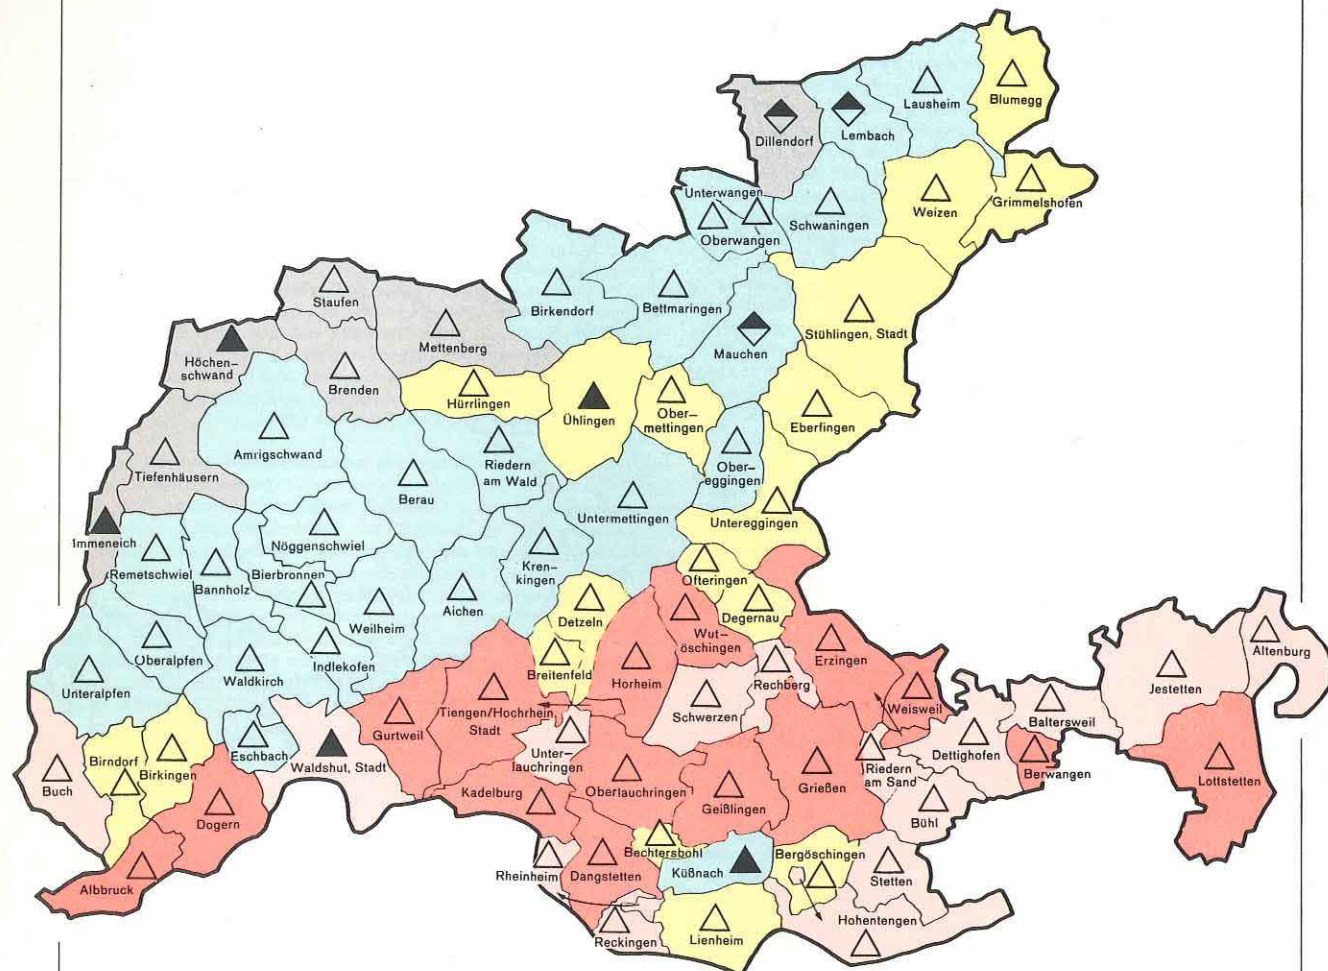 Blumegg
Lausheim
Lembach
Dillendorf
Grimmelshofen
Weizen
Unterwangen
Schwaningen
Oberwangen
Staufen
Birkendorf
Bettmaringen
Stühlingen, Stadt
Mettenberg
Mauchen
Höchen-
schwand
Brenden
Hürrlingen
Ühlingen
Ober-
mettingen
Eberfingen
Amrigschwand
Riedern
am Wald
Ober-
eggingen
Tiefenhäusern
Berau
Untermettingen
Untereggingen
Immeneich
Nöggenschwiel
Remetschwiel
Bierbronnen
Bannholz
Kren-
kingen
Ofteringen
Aichen
Weilheim
Detzeln
Degernau
Wut-
öschingen
Oberalpfen
Indlekofen
Waldkirch
Unteralpfen
Breitenfeld
Horheim
Rechberg
Erzingen
Altenburg
Jestetten
Tiengen/Hochrhein,
Stadt
Schwerzen
Weisweil
Baltersweil
Gurtweil
Eschbach
Waldshut, Stadt
Unter-
lauchringen
Dettighofen
Birndorf
Birkingen
Buch
Riedern
am Sand
Berwangen
Lottstetten
Kadelburg
Oberlauchringen
Geißlingen
Grießen
Bühl
Dogern
Bechtersbohl
Bergöschingen
Albbruck
Rheinheim
Dangstetten
Küßnach
Stetten
Hohentengen
Reckingen
Lienheim